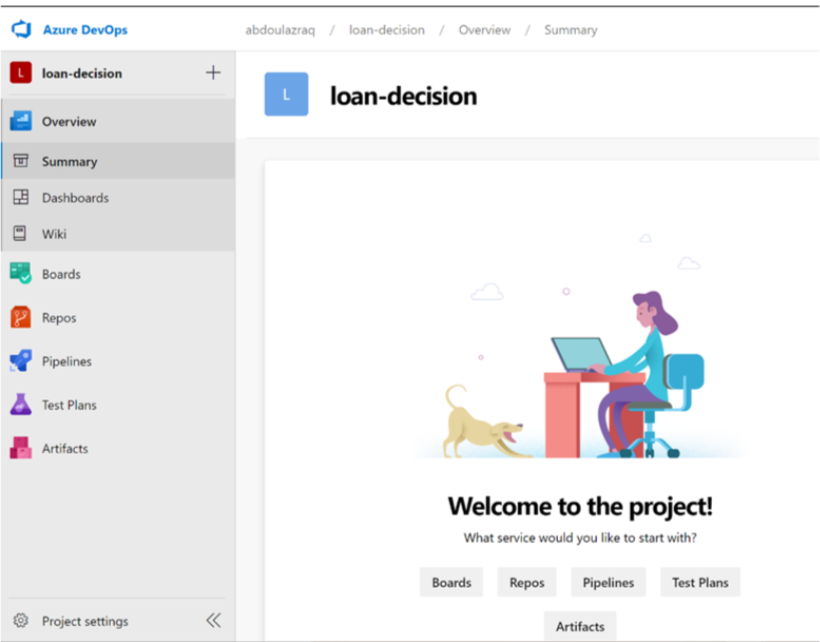 Azure DevOps
abdoulazraq / loan-decision / Overview / Summary
L loan-decision +
L loan-decision
Overview
Summary
Dashboards
Wiki
Boards
Repos
Pipelines
Test Plans
Artifacts
Welcome to the project!
What service would you like to start with?
Boards Repos Pipelines Test Plans
Artifacts
Project settings